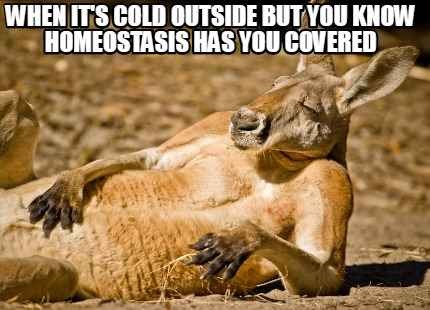 WHEN IT'S COLD OUTSIDE BUT YOU KNOW
HOMEOSTASIS HAS YOU COVERED